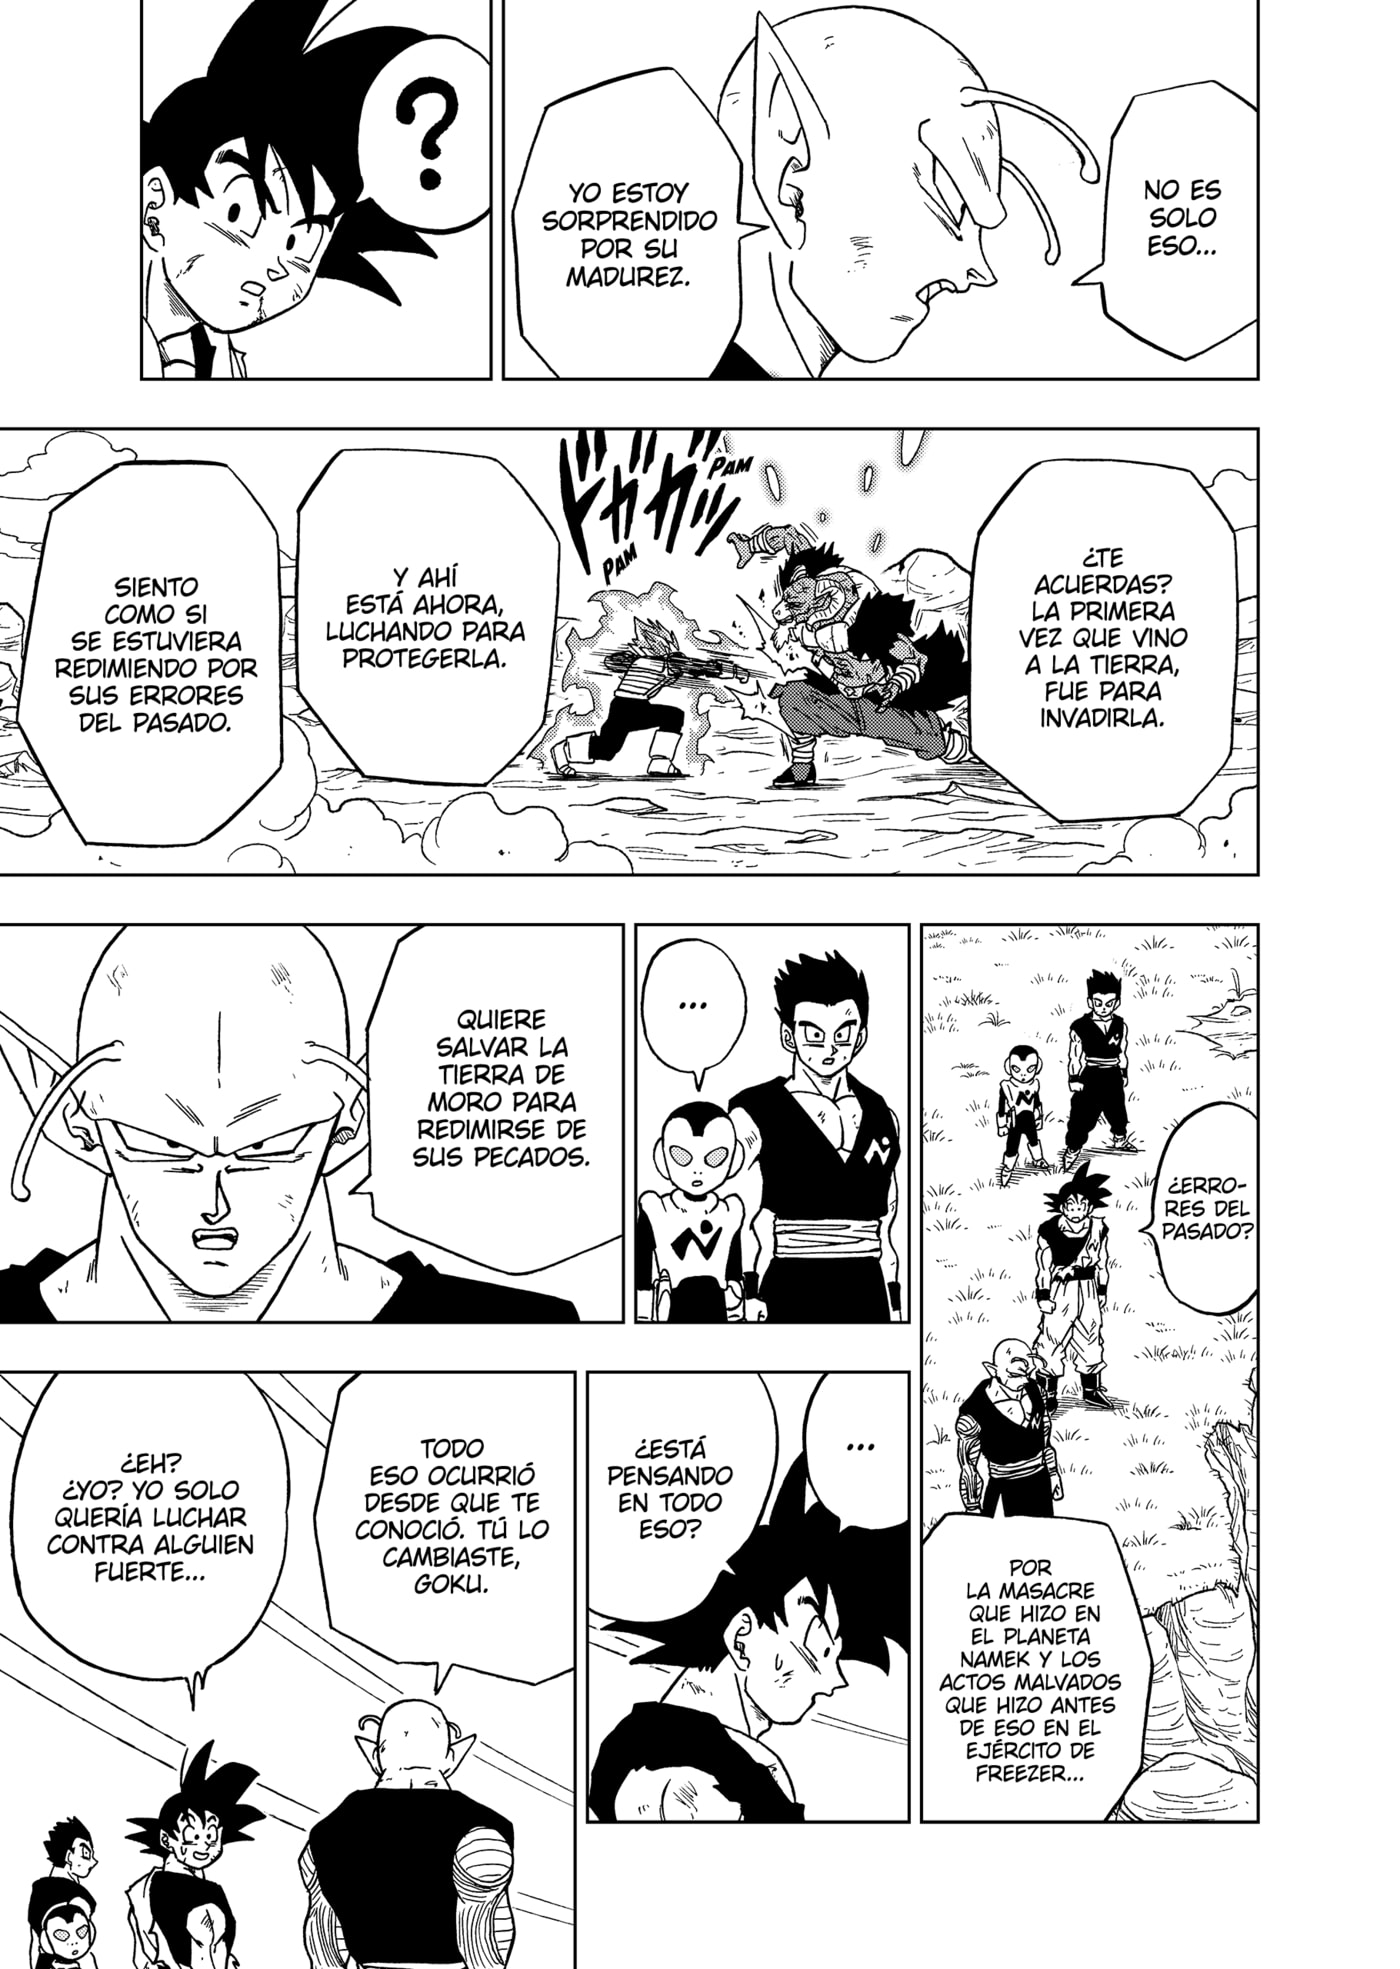 NO ES
SOLO
ESO...
YO ESTOY
SORPRENDIDO
POR SU
MADUREZ.
?
¿TE
ACUERDAS?
LA PRIMERA
VEZ QUE VINO
A LA TIERRA,
FUE PARA
INVADIRLA.
PAM
ドガガガッ
PAM
Y AHÍ
ESTÁ AHORA,
LUCHANDO PARA
PROTEGERLA.
SIENTO
COMO SI
SE ESTUVIERA
REDIMIENDO POR
SUS ERRORES
DEL PASADO.
¿ERRO-
RES DEL
PASADO?
POR
LA MASACRE
QUE HIZO EN
EL PLANETA
NAMEK Y LOS
ACTOS MALVADOS
QUE HIZO ANTES
DE ESO EN EL
EJÉRCITO DE
FREEZER...
...
QUIERE
SALVAR LA
TIERRA DE
MORO PARA
REDIMIRSE DE
SUS PECADOS.
...
¿ESTÁ
PENSANDO
EN TODO
ESO?
TODO
ESO OCURRIÓ
DESDE QUE TE
CONOCIÓ. TÚ LO
CAMBIASTE,
GOKU.
¿EH?
¿YO? YO SOLO
QUERÍA LUCHAR
CONTRA ALGUIEN
FUERTE...